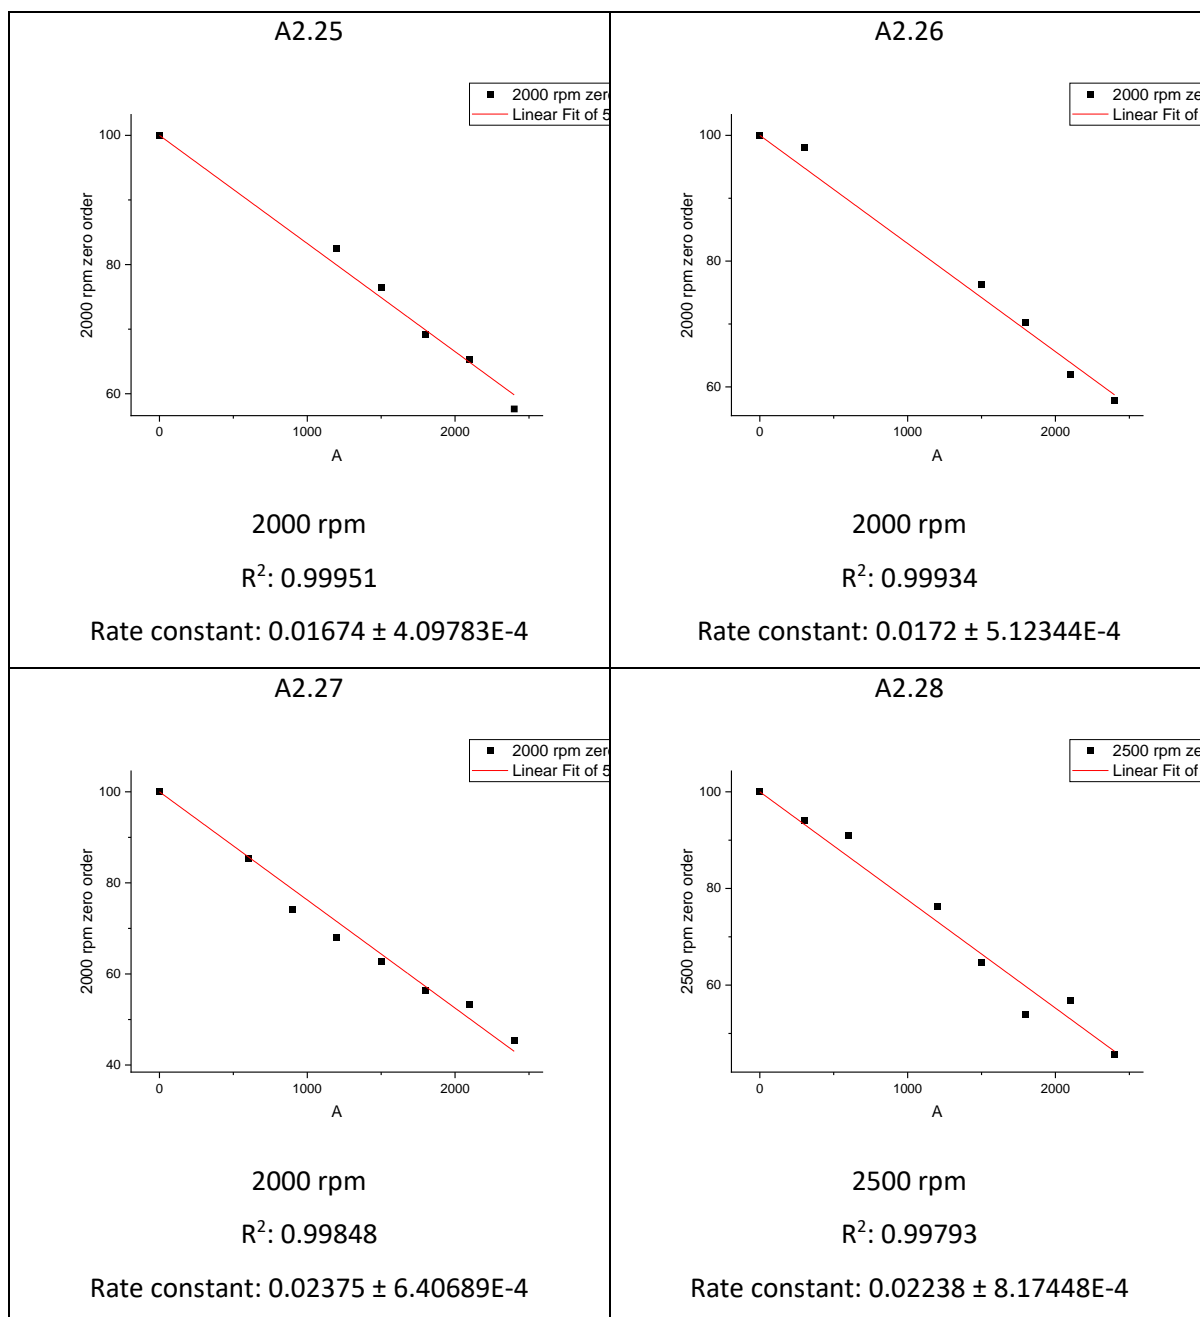 A2.25
2000 rpm zero
Linear Fit of 5
100
80
60
2000 rpm zero order
0
1000
2000
A
2000 rpm
R²: 0.99951
Rate constant: 0.01674 ± 4.09783E-4
A2.26
2000 rpm ze
Linear Fit of
100
80
60
2000 rpm zero order
0
1000
2000
A
2000 rpm
R²: 0.99934
Rate constant: 0.0172 ± 5.12344E-4
A2.27
2000 rpm zer
Linear Fit of 5
100
80
60
40
2000 rpm zero order
0
1000
2000
A
2000 rpm
R²: 0.99848
Rate constant: 0.02375 ± 6.40689E-4
A2.28
2500 rpm ze
Linear Fit of
100
80
60
2500 rpm zero order
0
1000
2000
A
2500 rpm
R²: 0.99793
Rate constant: 0.02238 ± 8.17448E-4